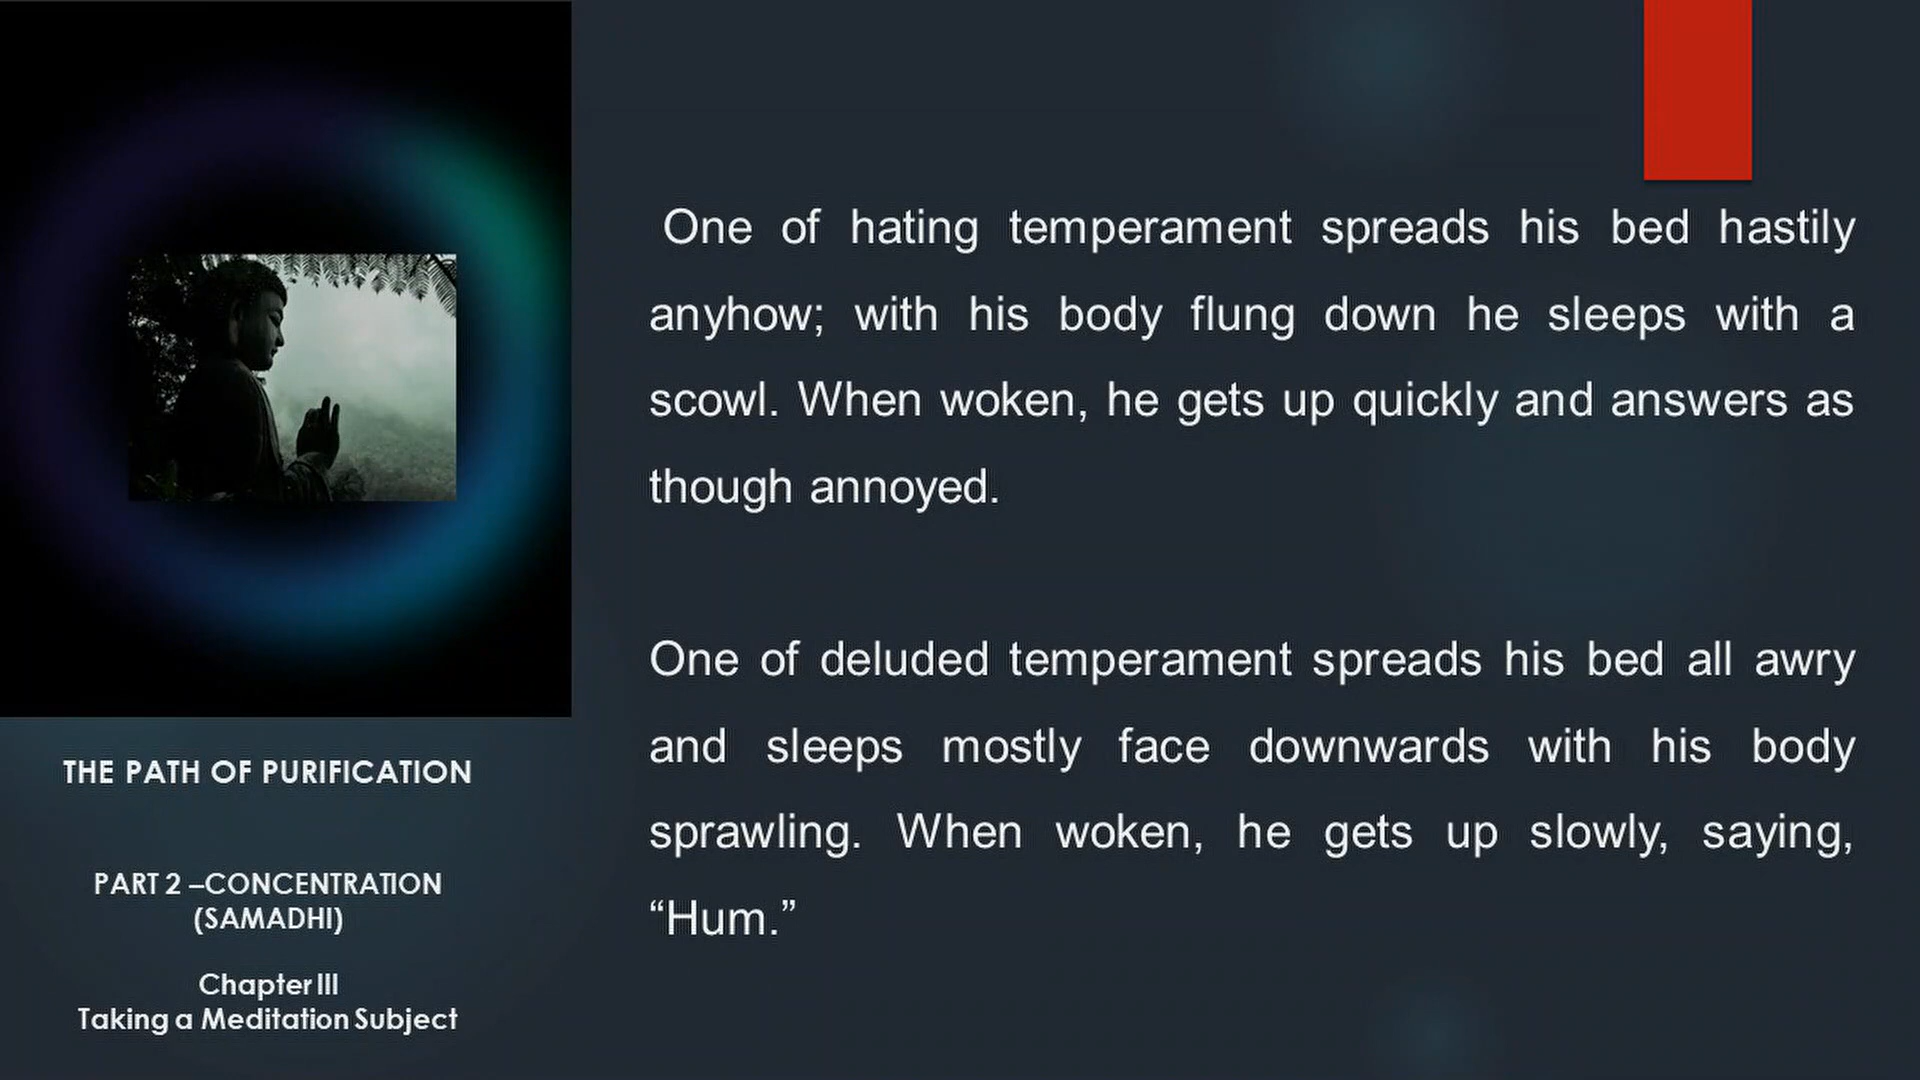 One of hating temperament spreads his bed hastily
anyhow; with his body flung down he sleeps with a
scowl. When woken, he gets up quickly and answers as
though annoyed.
One of deluded temperament spreads his bed all awry
and sleeps mostly face downwards with his body
sprawling. When woken, he gets up slowly, saying,
“Hum.”
THE PATH OF PURIFICATION
PART 2 –CONCENTRATION
(SAMADHI)
Chapter III
Taking a Meditation Subject